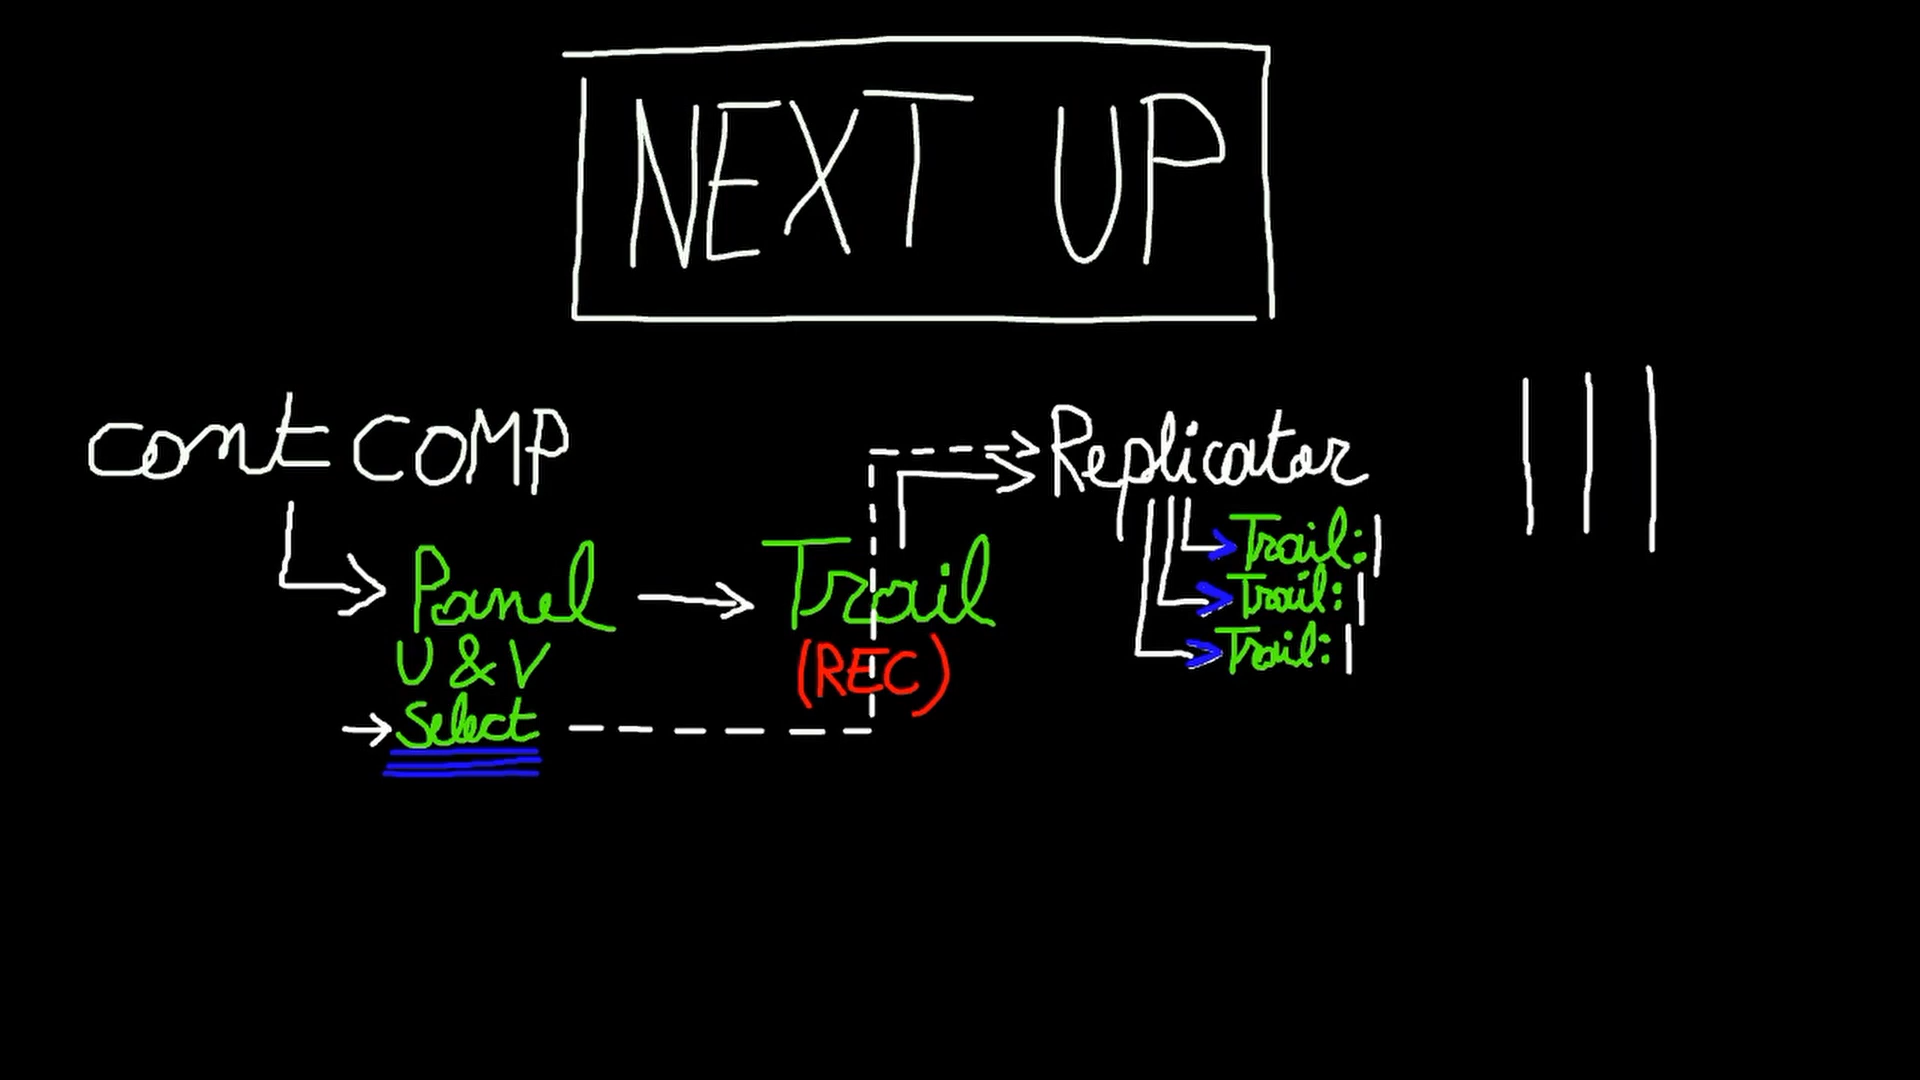 NEXT UP
cont COMP
Replicator
Panel
Trail
U & V
(REC)
Select
Trail:
Trail:
Trail: